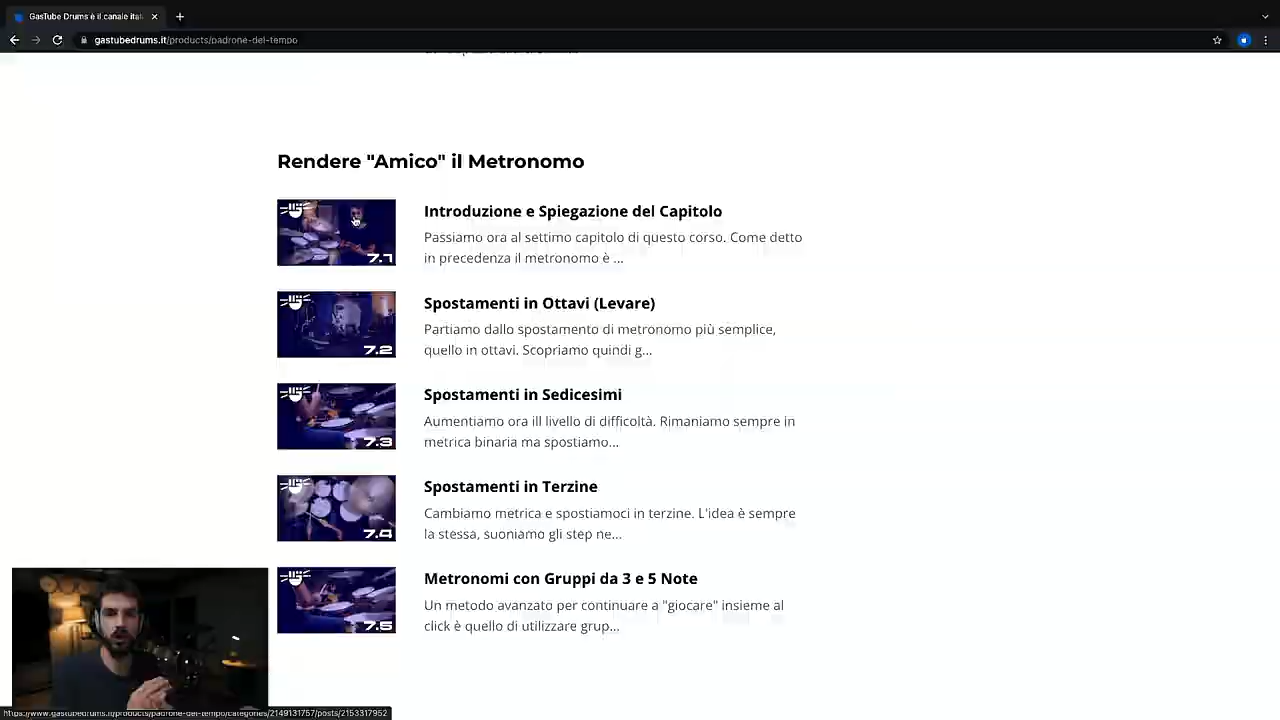 GasTube Drums è il canale ita
gastubedrums.it/products/padrone-del-tempo
Rendere "Amico" il Metronomo
7.1
Introduzione e Spiegazione del Capitolo
Passiamo ora al settimo capitolo di questo corso. Come detto
in precedenza il metronomo è ...
7.2
Spostamenti in Ottavi (Levare)
Partiamo dallo spostamento di metronomo più semplice,
quello in ottavi. Scopriamo quindi g...
7.3
Spostamenti in Sedicesimi
Aumentiamo ora ill livello di difficoltà. Rimaniamo sempre in
metrica binaria ma spostiamo...
7.4
Spostamenti in Terzine
Cambiamo metrica e spostiamoci in terzine. L'idea è sempre
la stessa, suoniamo gli step ne...
7.5
Metronomi con Gruppi da 3 e 5 Note
Un metodo avanzato per continuare a "giocare" insieme al
click è quello di utilizzare grup...
https://www.gastubedrums.it/products/padrone-del-tempo/categories/2149131757/posts/2153317952